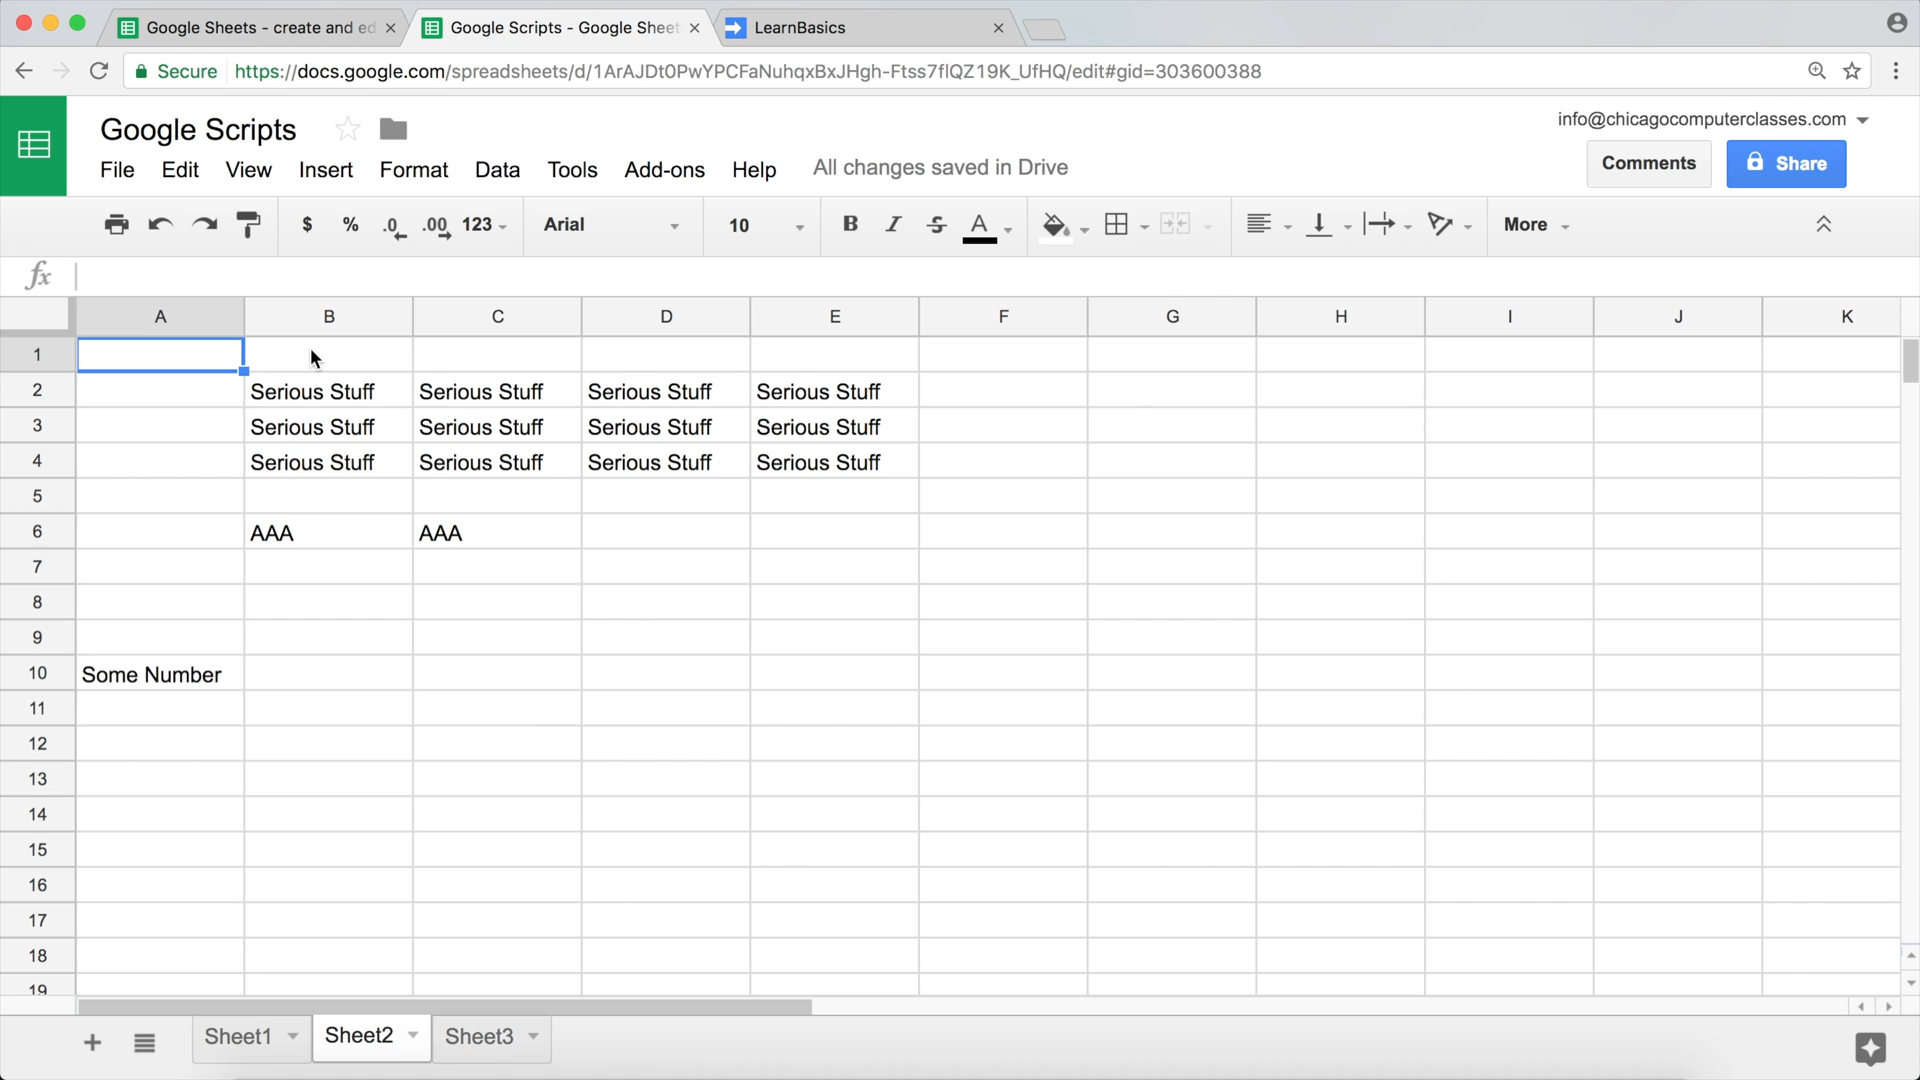 Google Sheets - create and ed
Google Scripts - Google Sheet
LearnBasics
Secure https://docs.google.com/spreadsheets/d/1ArAJDt0PwYPCFaNuhqxBxJHgh-Ftss7flQZ19K_UfHQ/edit#gid=303600388
Google Scripts
info@chicagocomputerclasses.com
File Edit View Insert Format Data Tools Add-ons Help All changes saved in Drive
Comments Share
$ % .0 .00 123 Arial 10 B I S A More
fx
A B C D E F G H I J K
1
2 Serious Stuff Serious Stuff Serious Stuff Serious Stuff
3 Serious Stuff Serious Stuff Serious Stuff Serious Stuff
4 Serious Stuff Serious Stuff Serious Stuff Serious Stuff
5
6 AAA AAA
7
8
9
10 Some Number
11
12
13
14
15
16
17
18
19
Sheet1 Sheet2 Sheet3